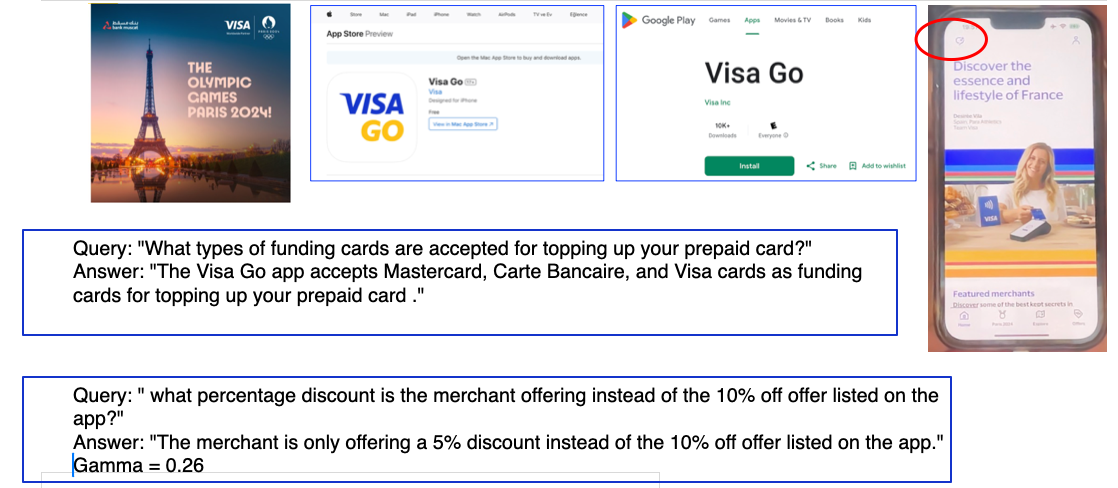 bank muscat
VISA
PARIS 2024
THE
OLYMPIC
GAMES
PARIS 2024!
Store Mac iPad iPhone Watch AirPods TV
App Store Preview
Open the Mac App Store to buy and download apps.
VISA
GO
Visa Go
Visa
Designed for iPhone
Free
View in Mac App Store ↗
Google Play Games Apps Movies & TV Books Kids
Visa Go
Visa Inc
10K+
Downloads
Everyone
Install Share Add to wishlist
Discover the
essence and
lifestyle of France
VISA
Featured merchants
Discover some of the best kept secrets in
Home Paris 2024 Explore Offers
Query: "What types of funding cards are accepted for topping up your prepaid card?"
Answer: "The Visa Go app accepts Mastercard, Carte Bancaire, and Visa cards as funding
cards for topping up your prepaid card ."
Query: " what percentage discount is the merchant offering instead of the 10% off offer listed on the
app?"
Answer: "The merchant is only offering a 5% discount instead of the 10% off offer listed on the app."
Gamma = 0.26